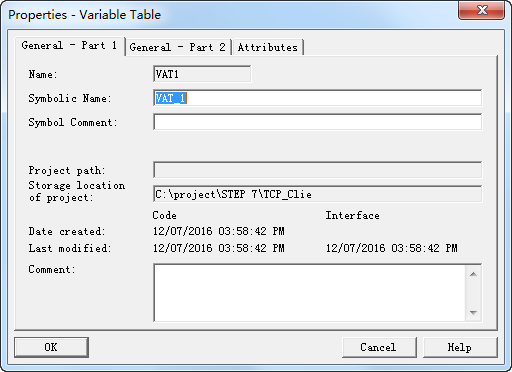 Properties - Variable Table
General - Part 1 General - Part 2 Attributes
Name: VAT1
Symbolic Name: VAT_1
Symbol Comment:
Project path:
Storage location
of project: C:\project\STEP 7\TCP_Clie
Code Interface
Date created: 12/07/2016 03:58:42 PM
Last modified: 12/07/2016 03:58:42 PM 12/07/2016 03:58:42 PM
Comment:
OK Cancel Help